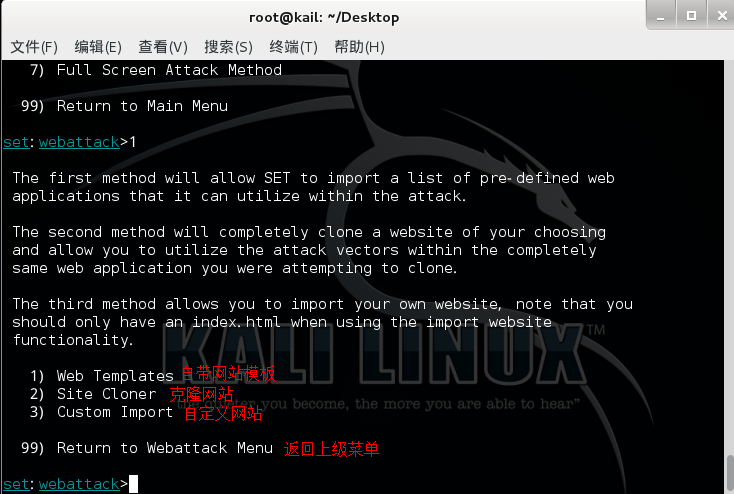 root@kail: ~/Desktop
文件(F) 编辑(E) 查看(V) 搜索(S) 终端(T) 帮助(H)
7) Full Screen Attack Method
99) Return to Main Menu
set:webattack>1
The first method will allow SET to import a list of pre-defined web
applications that it can utilize within the attack.
The second method will completely clone a website of your choosing
and allow you to utilize the attack vectors within the completely
same web application you were attempting to clone.
The third method allows you to import your own website, note that you
should only have an index.html when using the import website
functionality.
KALI LINUX™
1) Web Templates 自带网站模板
2) Site Cloner 克隆网站
3) Custom Import 自定义网站
you become, the more you are able to hear"
99) Return to Webattack Menu 返回上级菜单
set:webattack>